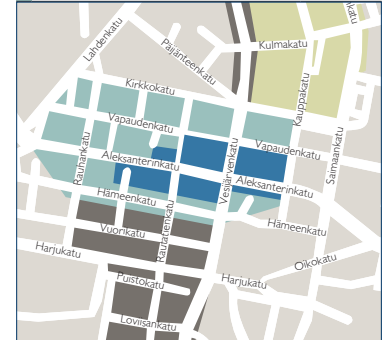 Lahdenkatu
Päijänteenkatu
Kulmakatu
katu
Kirkkokatu
Kauppakatu
Vapaudenkatu
Vapaudenkatu
Rauhankatu
Aleksanterinkatu
Vesijärvenkatu
Saimaankatu
Aleksanterinkatu
Hämeenkatu
Rautatienkatu
Hämeenkatu
Vuorikatu
Harjukatu
Oikokatu
Puistokatu
Harjukatu
Loviisankatu